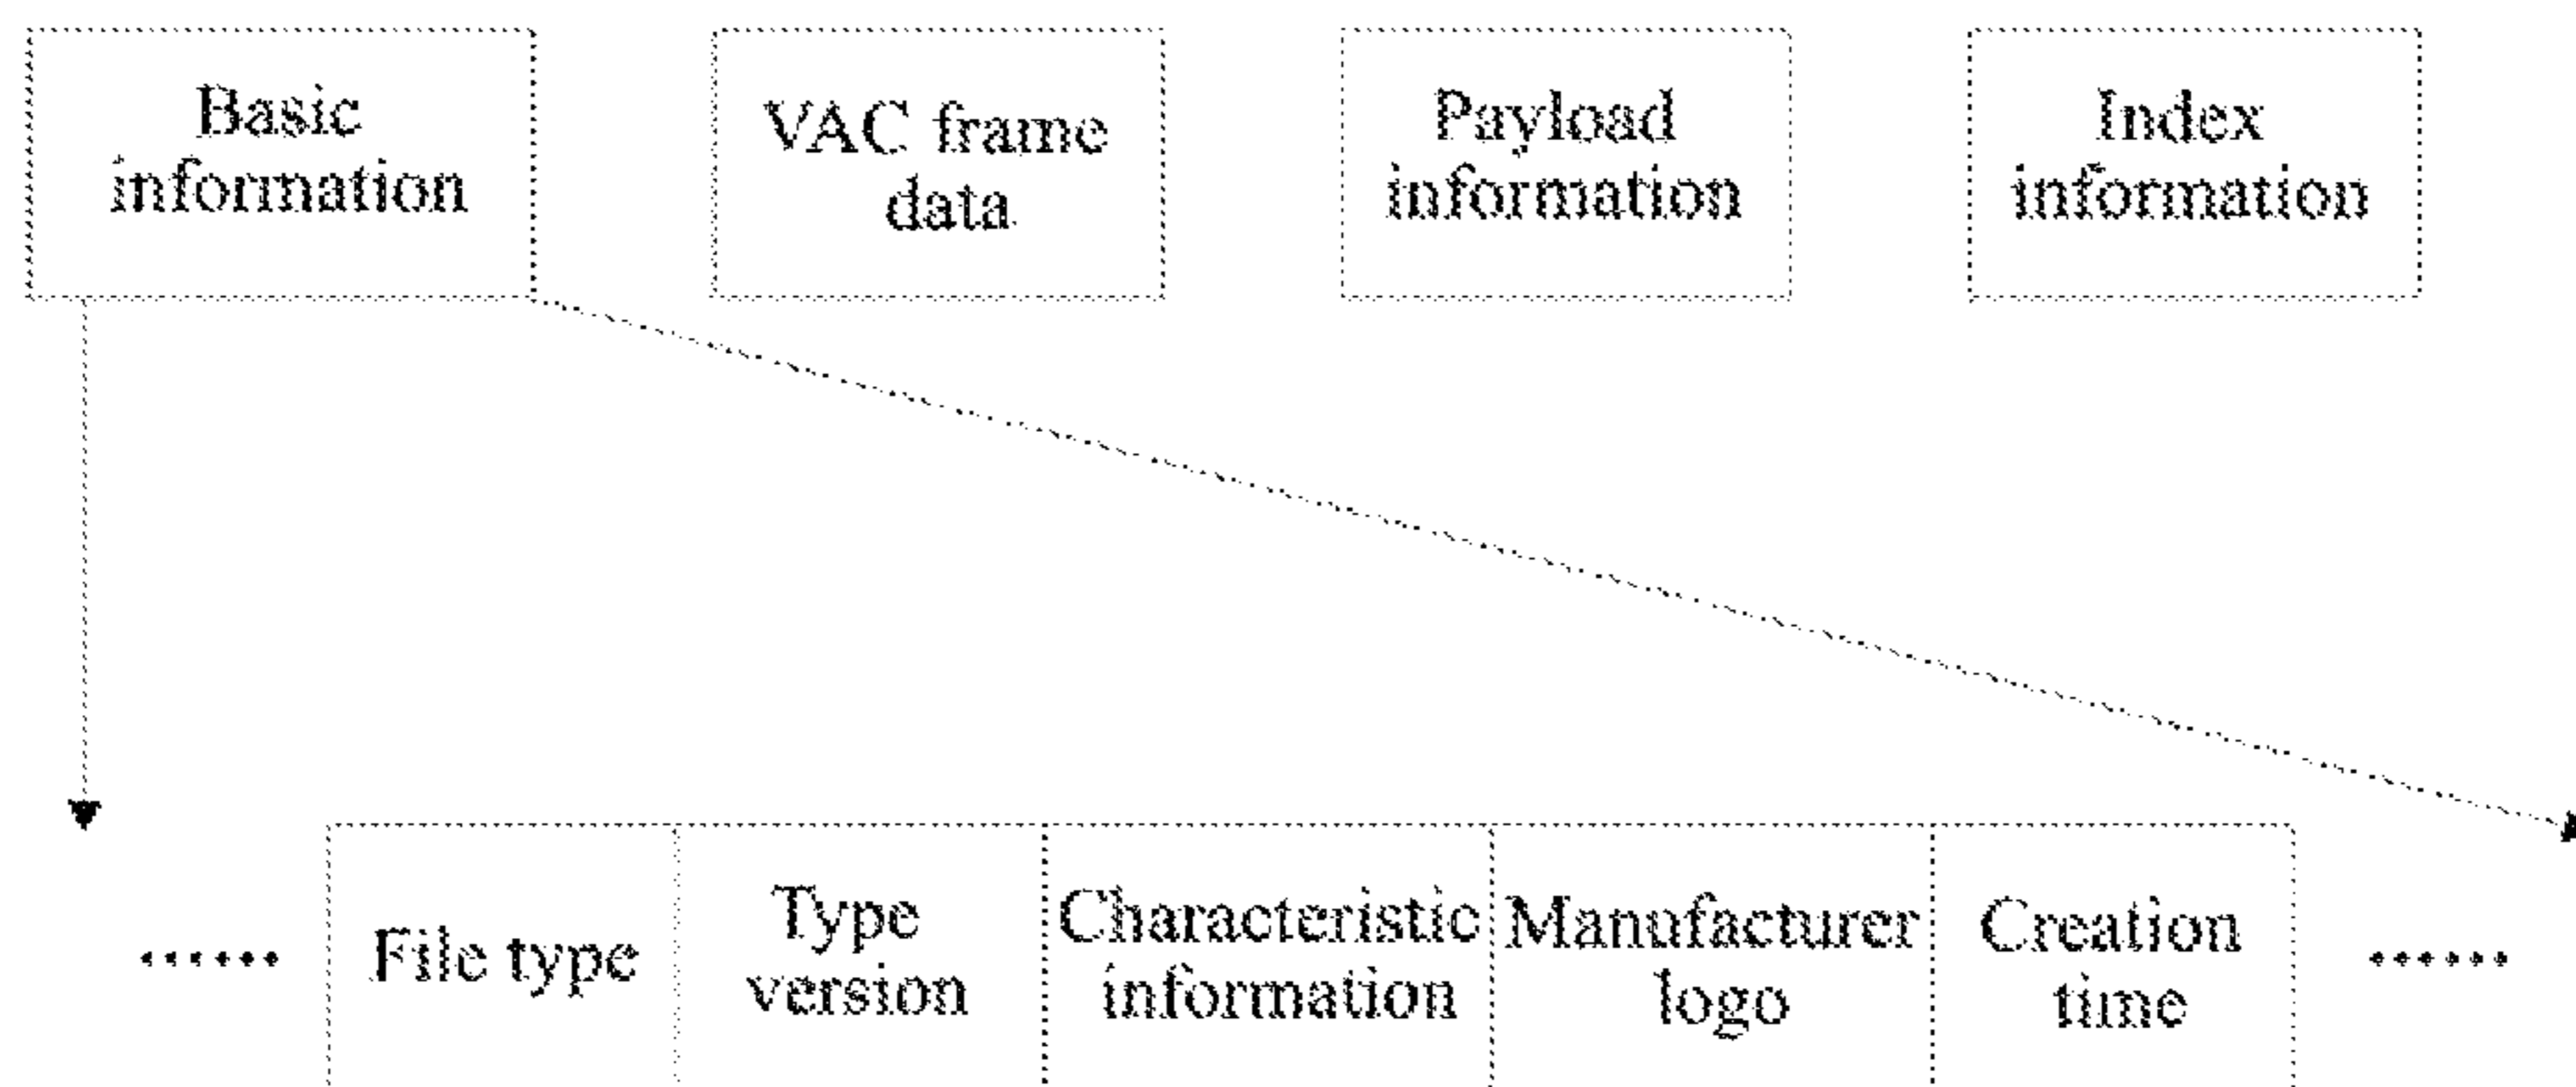 Basic
information
VAC frame
data
Payload
information
Index
information
...... File type
Type
version
Characteristic
information
Manufacturer
logo
Creation
time ......